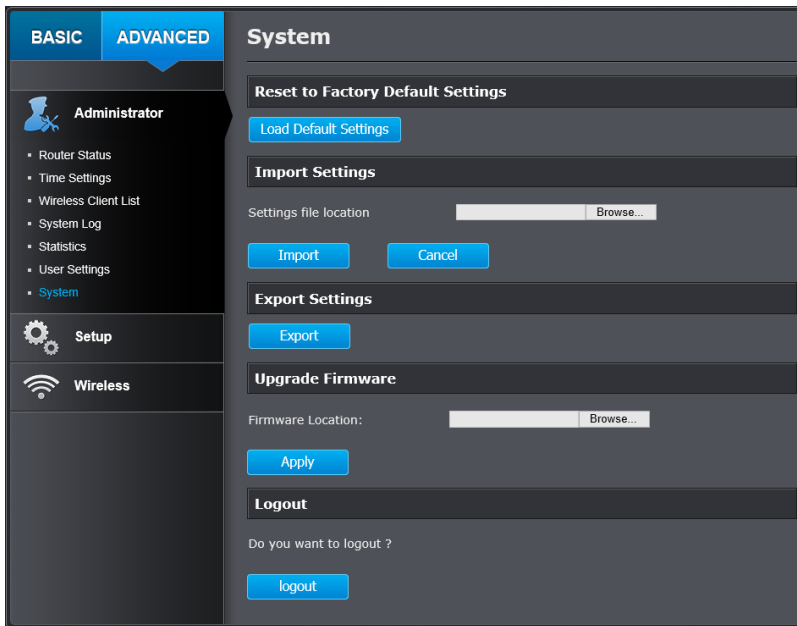 BASIC
ADVANCED
Administrator
Router Status
Time Settings
Wireless Client List
System Log
Statistics
User Settings
System
Setup
Wireless
System
Reset to Factory Default Settings
Load Default Settings
Import Settings
Settings file location
Browse...
Import
Cancel
Export Settings
Export
Upgrade Firmware
Firmware Location:
Browse...
Apply
Logout
Do you want to logout ?
logout